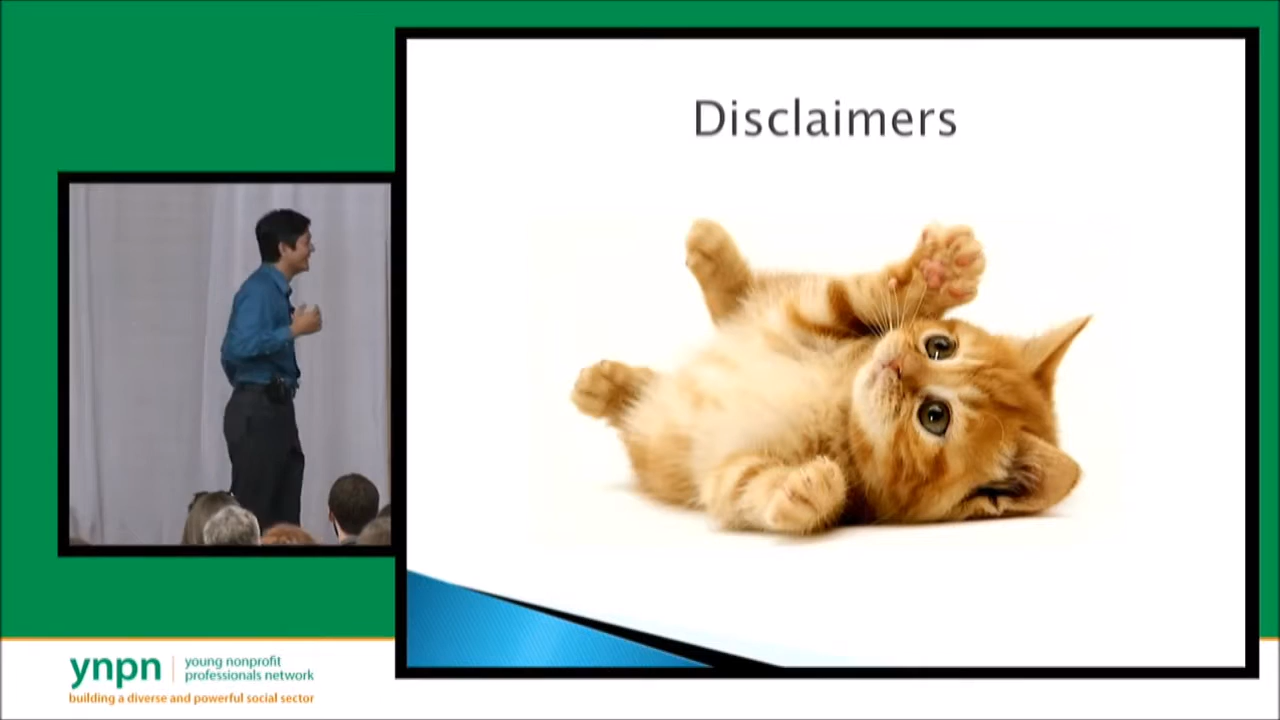 Disclaimers
ynpn
young nonprofit
professionals network
building a diverse and powerful social sector